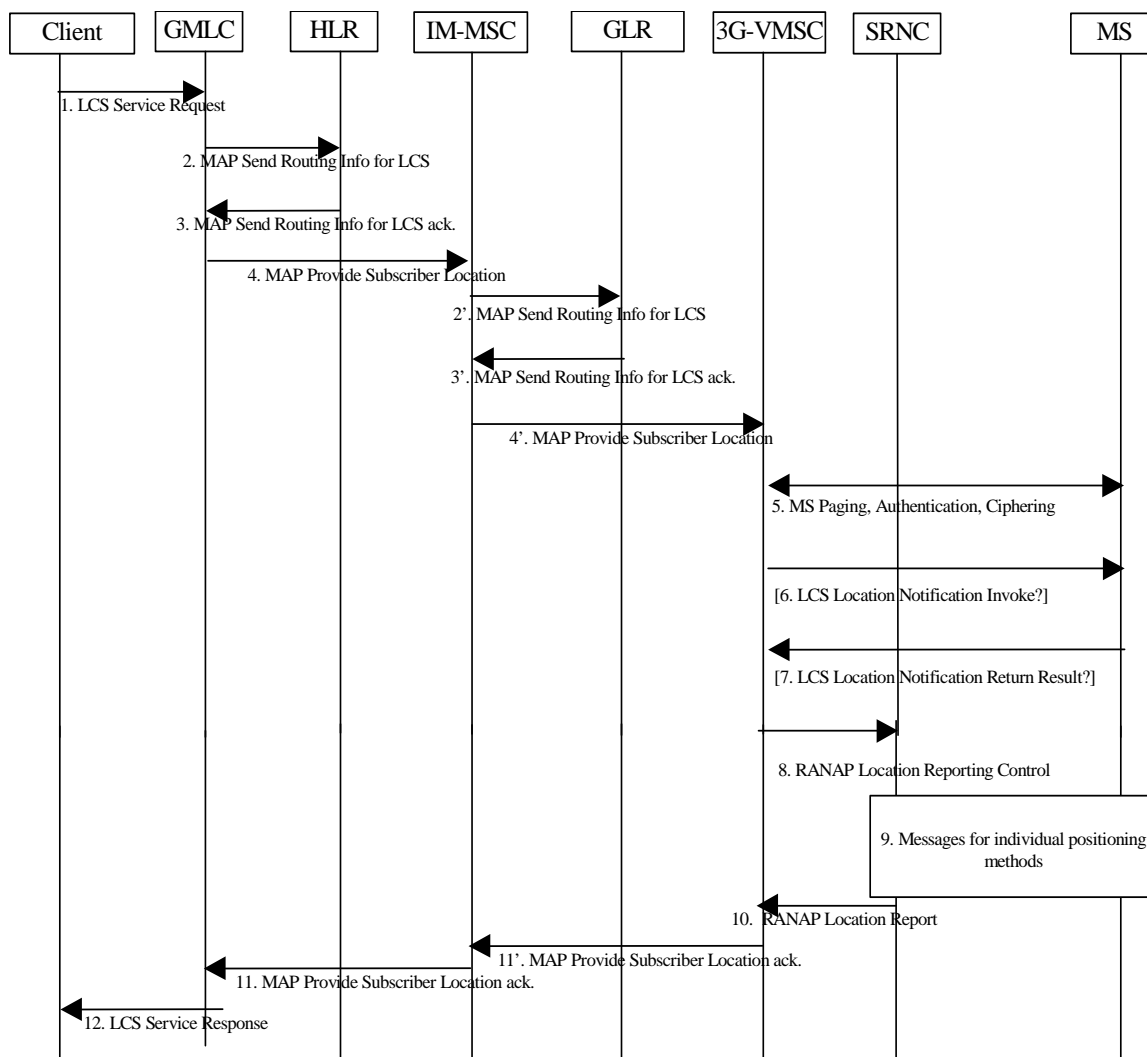 Client GMLC HLR IM-MSC GLR 3G-VMSC SRNC MS
1. LCS Service Request
2. MAP Send Routing Info for LCS
3. MAP Send Routing Info for LCS ack.
4. MAP Provide Subscriber Location
2’. MAP Send Routing Info for LCS
3’. MAP Send Routing Info for LCS ack.
4’. MAP Provide Subscriber Location
5. MS Paging, Authentication, Ciphering
[6. LCS Location Notification Invoke?]
[7. LCS Location Notification Return Result?]
8. RANAP Location Reporting Control
9. Messages for individual positioning
methods
10. RANAP Location Report
11’. MAP Provide Subscriber Location ack.
11. MAP Provide Subscriber Location ack.
12. LCS Service Response